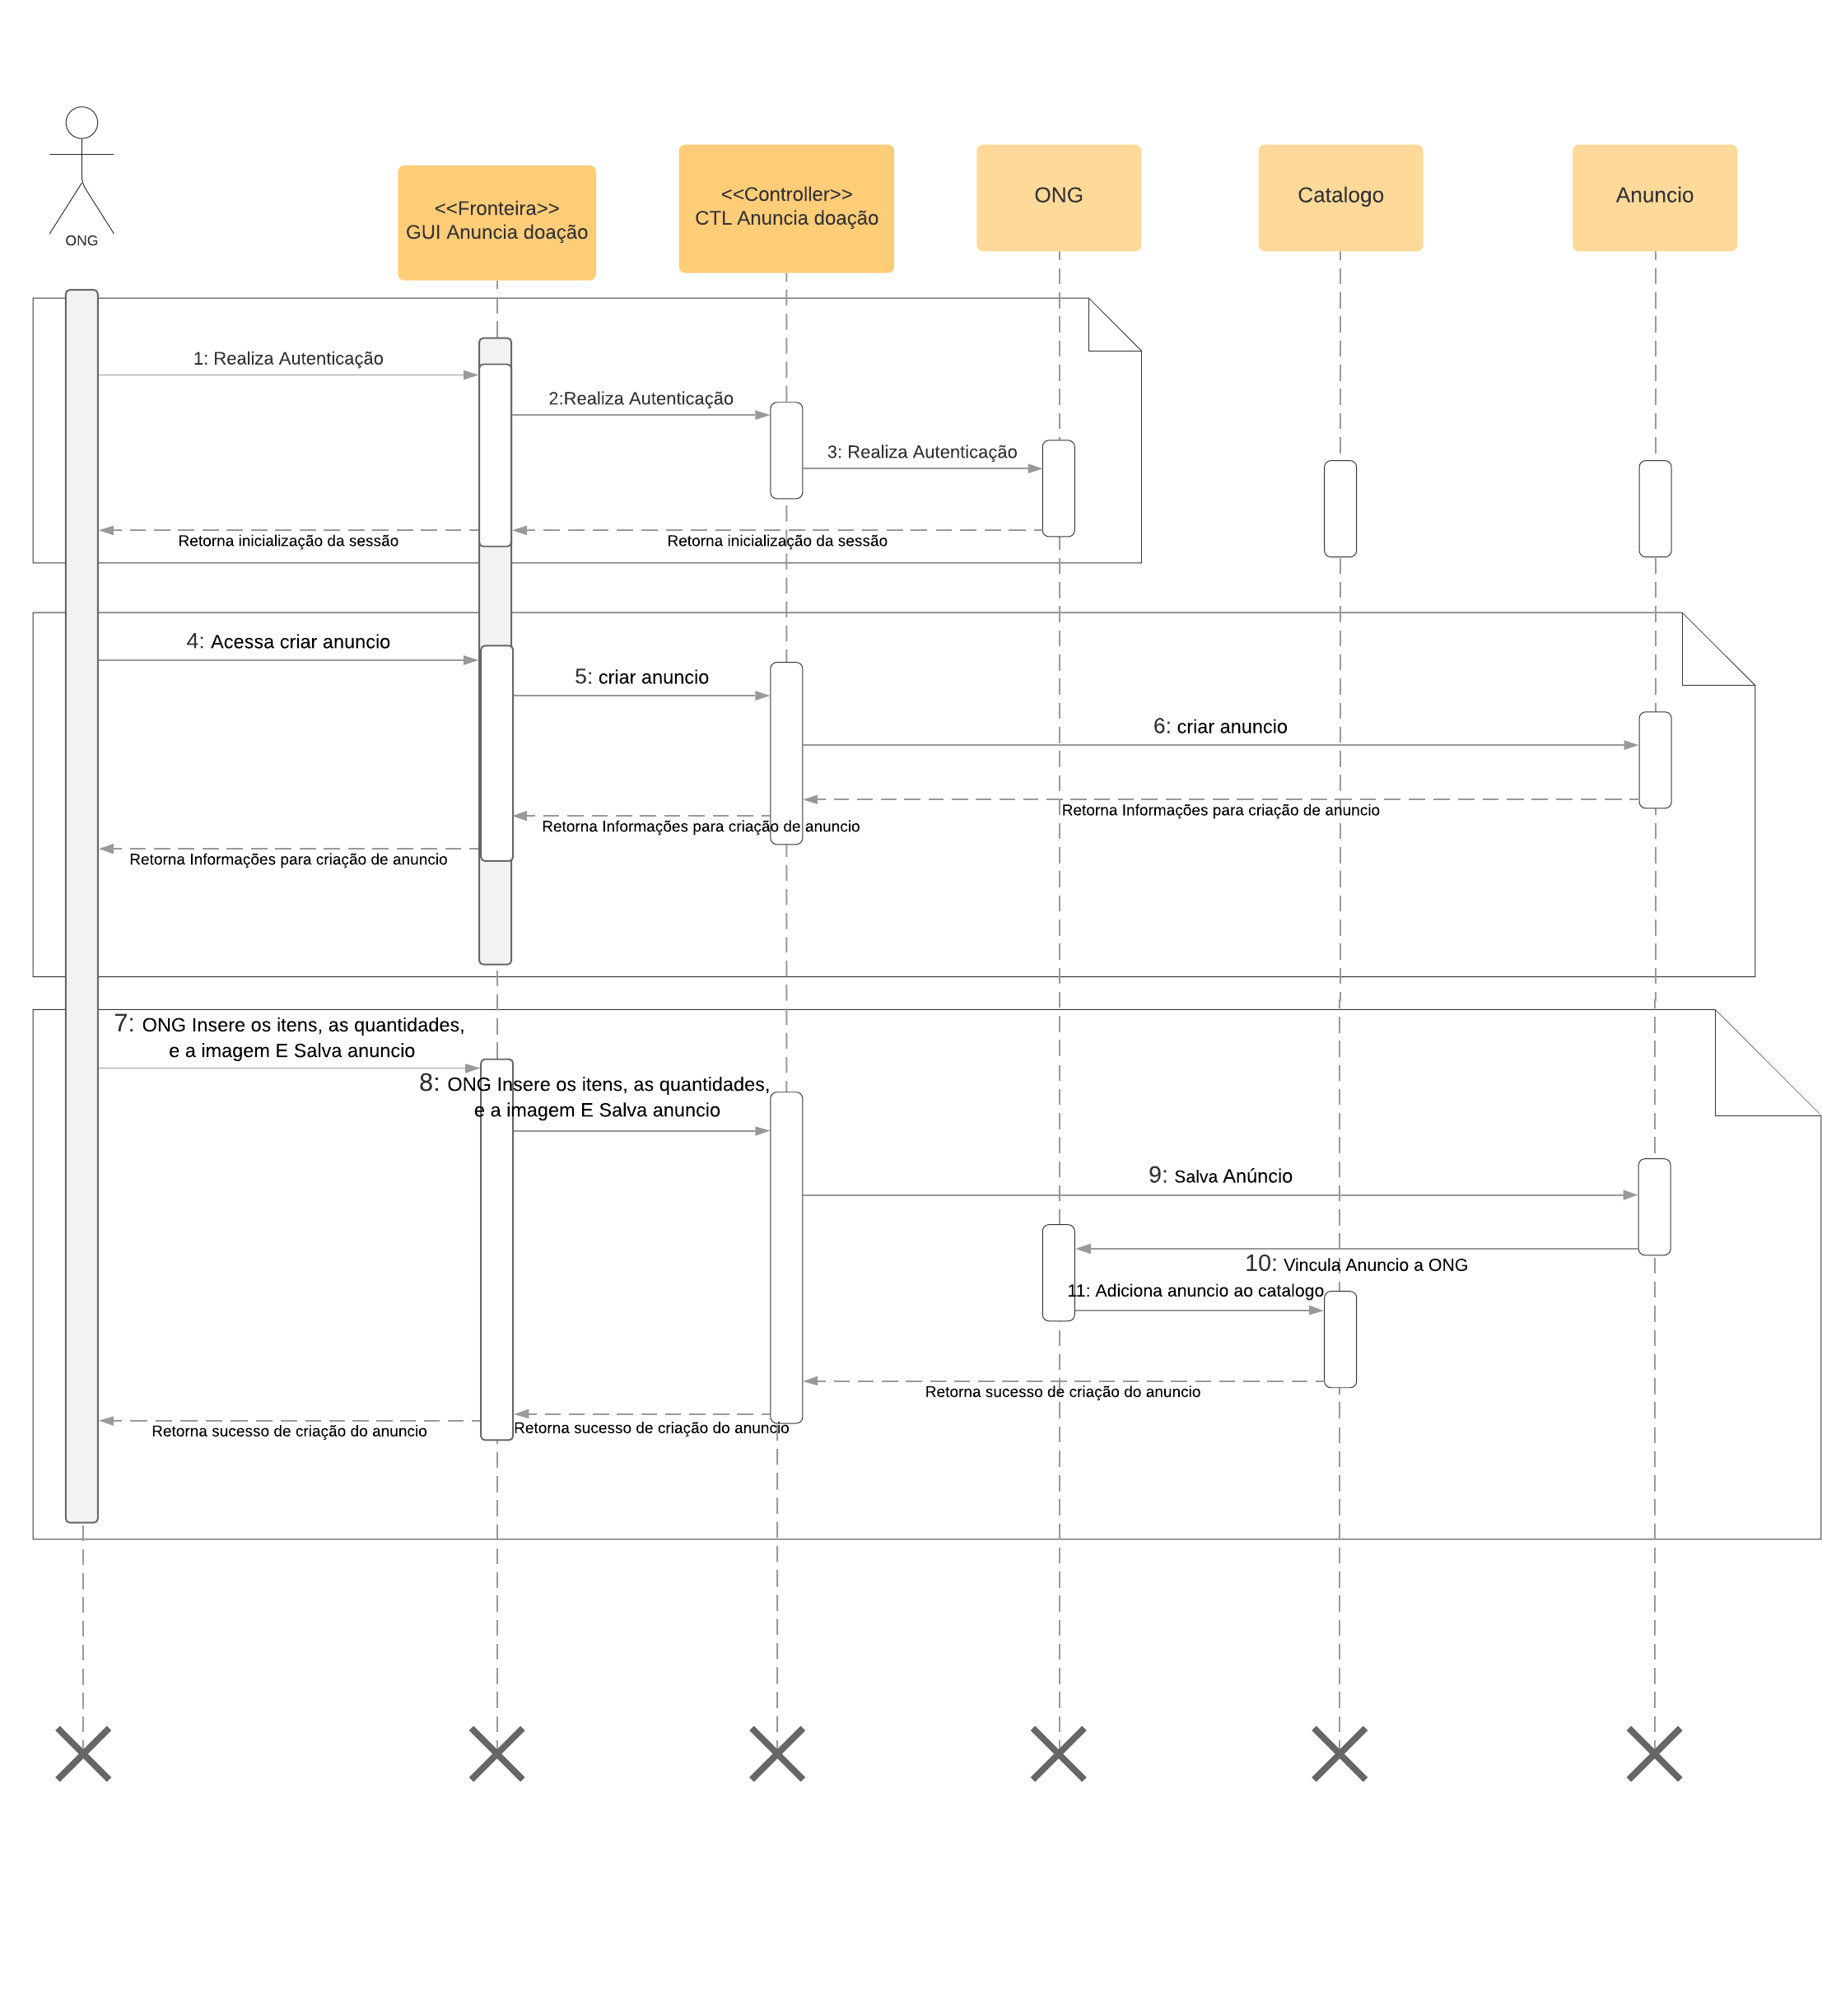 ONG
<<Fronteira>>
GUI Anuncia doação
<<Controller>>
CTL Anuncia doação
ONG
Catalogo
Anuncio
1: Realiza Autenticação
2:Realiza Autenticação
3: Realiza Autenticação
Retorna inicialização da sessão
Retorna inicialização da sessão
4: Acessa criar anuncio
5: criar anuncio
6: criar anuncio
Retorna Informações para criação de anuncio
Retorna Informações para criação de anuncio
Retorna Informações para criação de anuncio
7: ONG Insere os itens, as quantidades,
e a imagem E Salva anuncio
8: ONG Insere os itens, as quantidades,
e a imagem E Salva anuncio
9: Salva Anúncio
10: Vincula Anuncio a ONG
11: Adiciona anuncio ao catalogo
Retorna sucesso de criação do anuncio
Retorna sucesso de criação do anuncio
Retorna sucesso de criação do anuncio